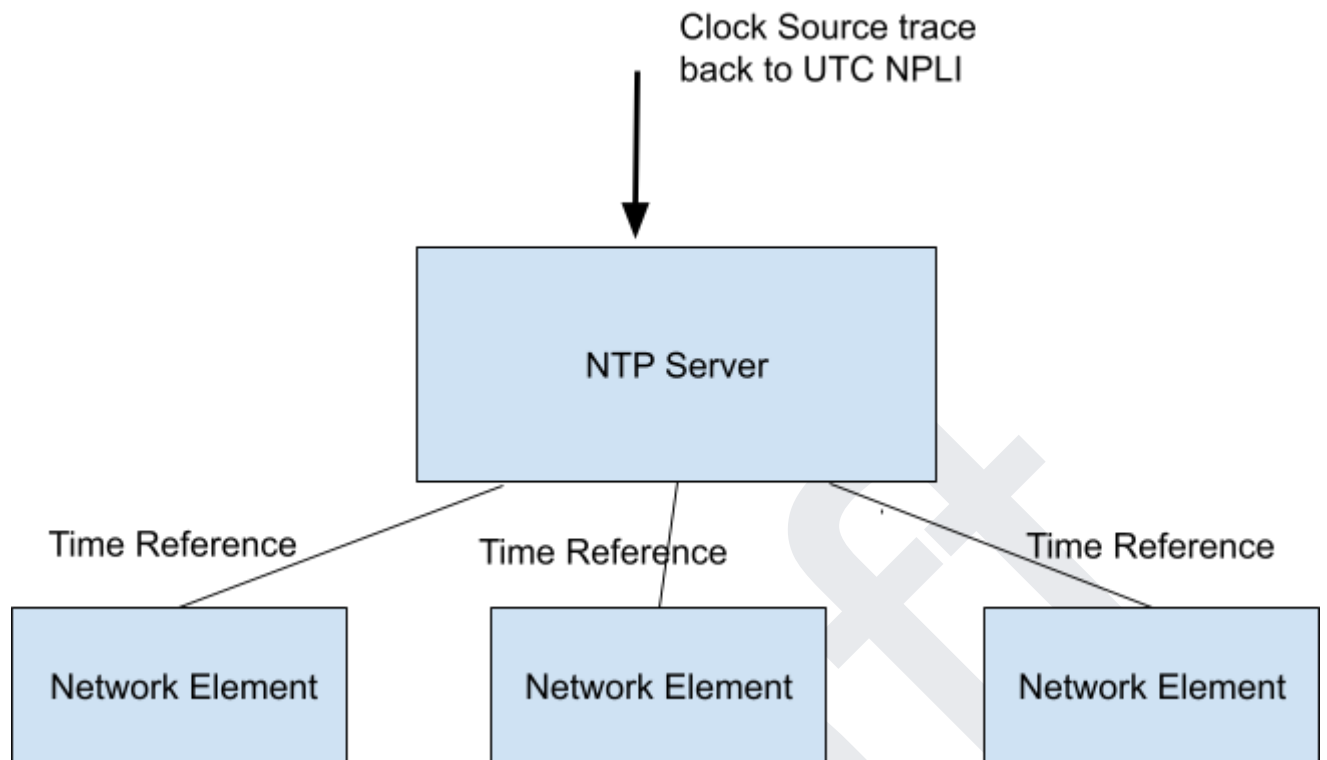 Clock Source trace
back to UTC NPLI
NTP Server
Time Reference
Time Reference
Time Reference
Network Element
Network Element
Network Element